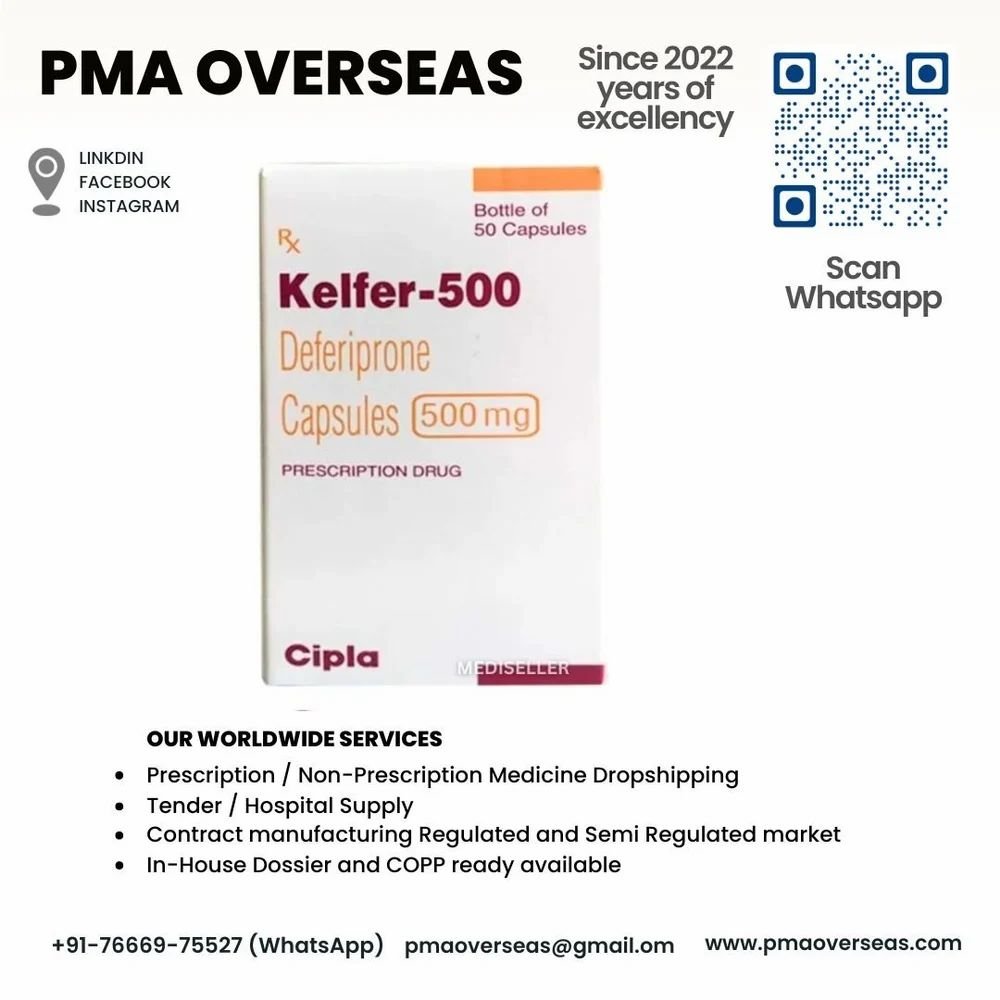 PMA OVERSEAS
Since 2022
years of
excellency
LINKDIN
FACEBOOK
INSTAGRAM
Scan
Whatsapp
Bottle of
50 Capsules
Rx
Kelfer-500
Deferiprone
Capsules 500 mg
PRESCRIPTION DRUG
Cipla
MEDISELLER
OUR WORLDWIDE SERVICES
• Prescription / Non-Prescription Medicine Dropshipping
• Tender / Hospital Supply
• Contract manufacturing Regulated and Semi Regulated market
• In-House Dossier and COPP ready available
+91-76669-75527 (WhatsApp) pmaoverseas@gmail.om www.pmaoverseas.com